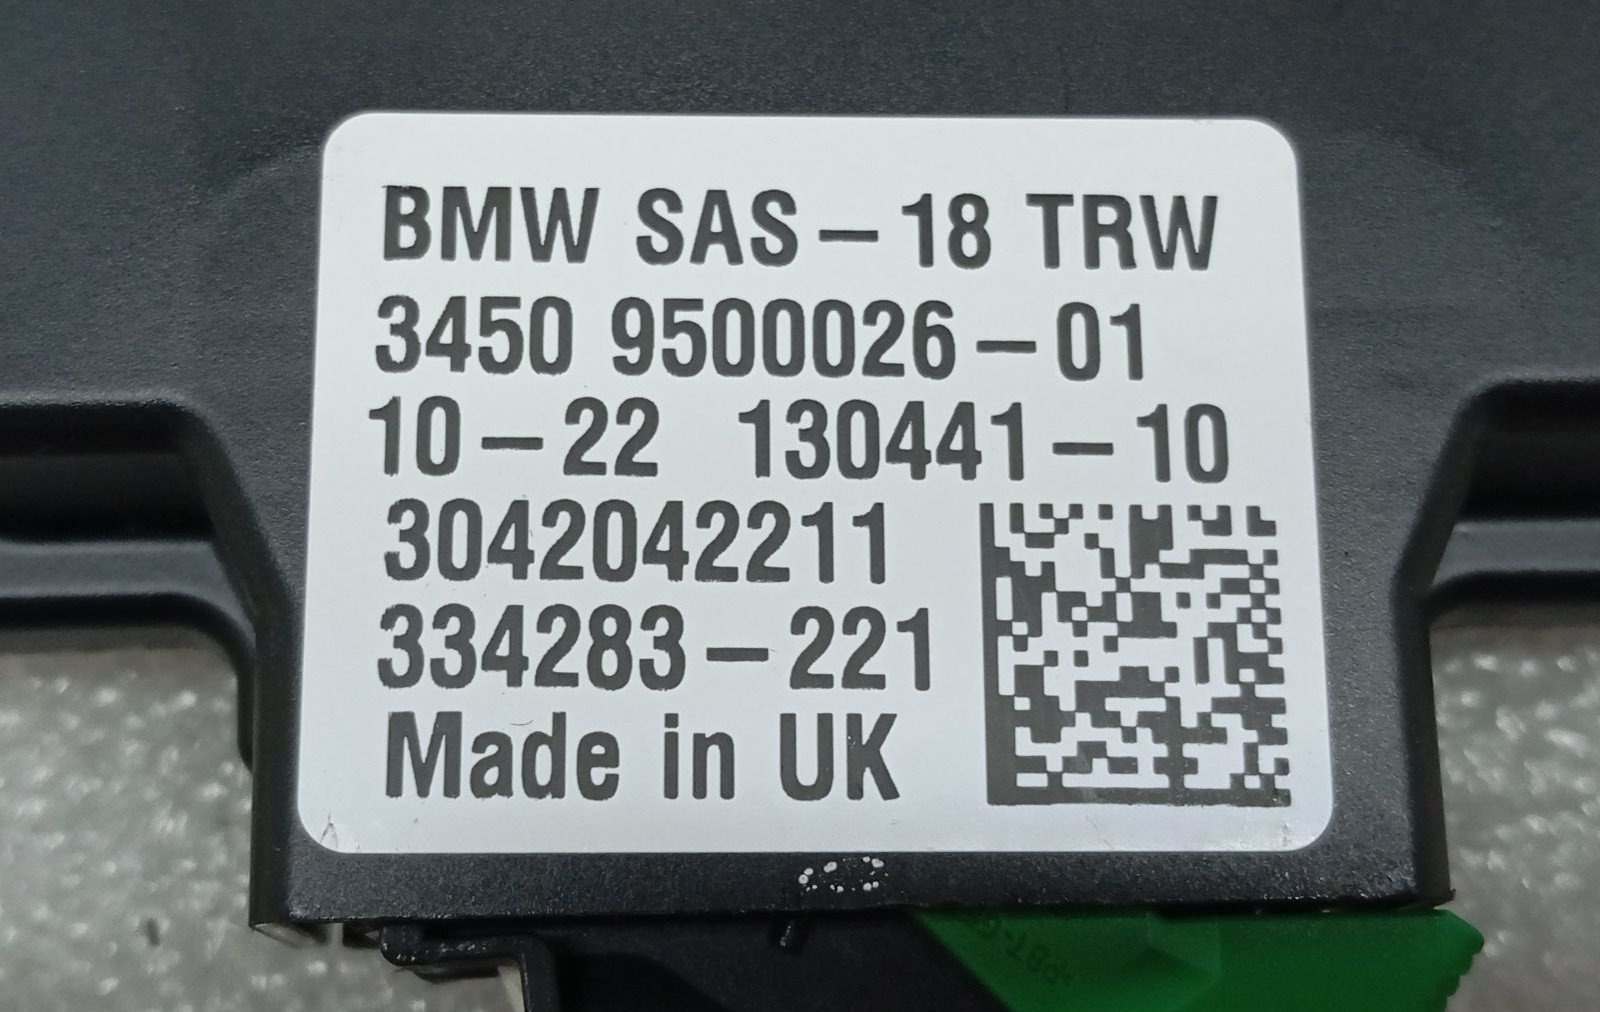 BMW SAS-18 TRW
3450 9500026-01
10-22 130441-10
3042042211
334283-221
Made in UK